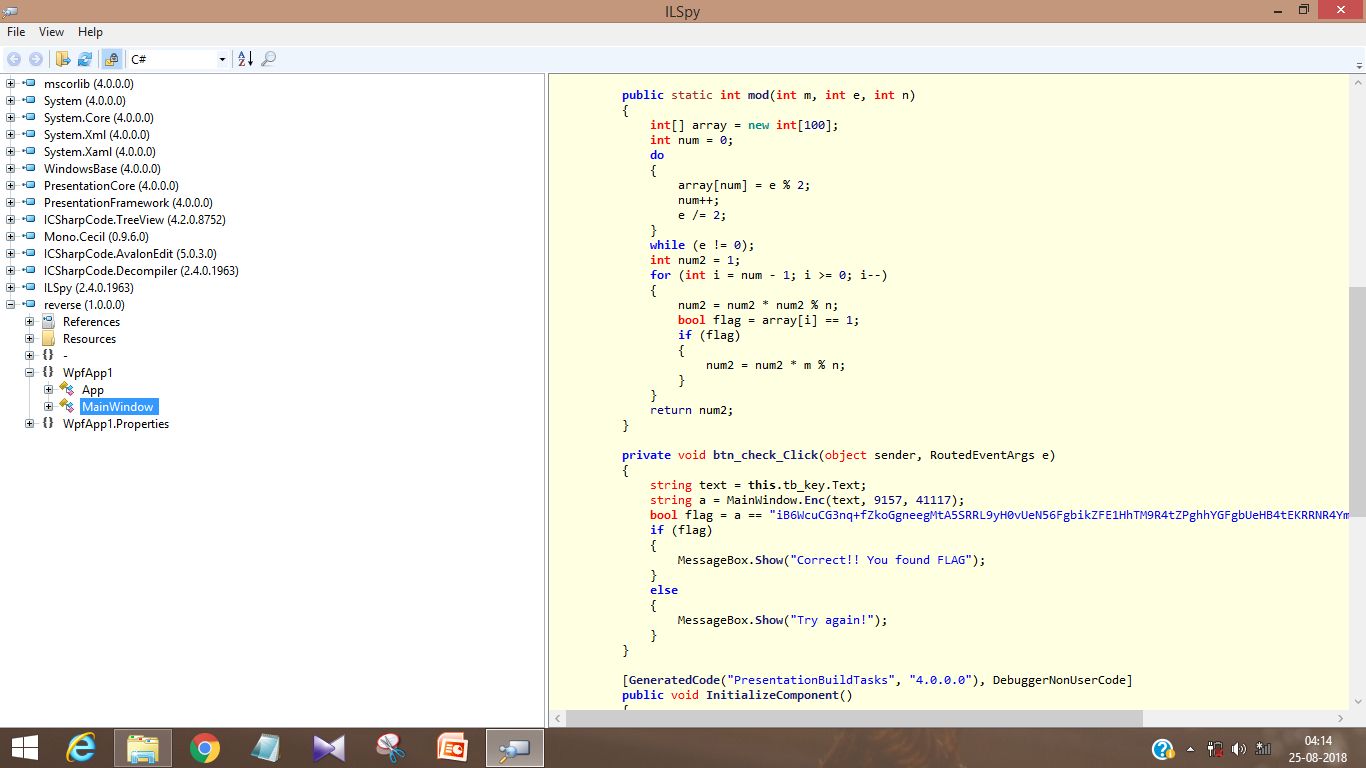 ILSpy
File View Help
C#
mscorlib (4.0.0.0)
System (4.0.0.0)
System.Core (4.0.0.0)
System.Xml (4.0.0.0)
System.Xaml (4.0.0.0)
WindowsBase (4.0.0.0)
PresentationCore (4.0.0.0)
PresentationFramework (4.0.0.0)
ICSharpCode.TreeView (4.2.0.8752)
Mono.Cecil (0.9.6.0)
ICSharpCode.AvalonEdit (5.0.3.0)
ICSharpCode.Decompiler (2.4.0.1963)
ILSpy (2.4.0.1963)
reverse (1.0.0.0)
References
Resources
{} -
{} WpfApp1
App
MainWindow
{} WpfApp1.Properties
public static int mod(int m, int e, int n)
{
int[] array = new int[100];
int num = 0;
do
{
array[num] = e % 2;
num++;
e /= 2;
}
while (e != 0);
int num2 = 1;
for (int i = num - 1; i >= 0; i--)
{
num2 = num2 * num2 % n;
bool flag = array[i] == 1;
if (flag)
{
num2 = num2 * m % n;
}
}
return num2;
}
private void btn_check_Click(object sender, RoutedEventArgs e)
{
string text = this.tb_key.Text;
string a = MainWindow.Enc(text, 9157, 41117);
bool flag = a == "iB6WcuCG3nq+fZkoGgneegMtA5SRRL9yH0vUeN56FgbikZFE1HhTM9R4tZPghhYGFgbUeHB4tEKRRNR4Ym
if (flag)
{
MessageBox.Show("Correct!! You found FLAG");
}
else
{
MessageBox.Show("Try again!");
}
}
[GeneratedCode("PresentationBuildTasks", "4.0.0.0"), DebuggerNonUserCode]
public void InitializeComponent()
{
04:14
25-08-2018